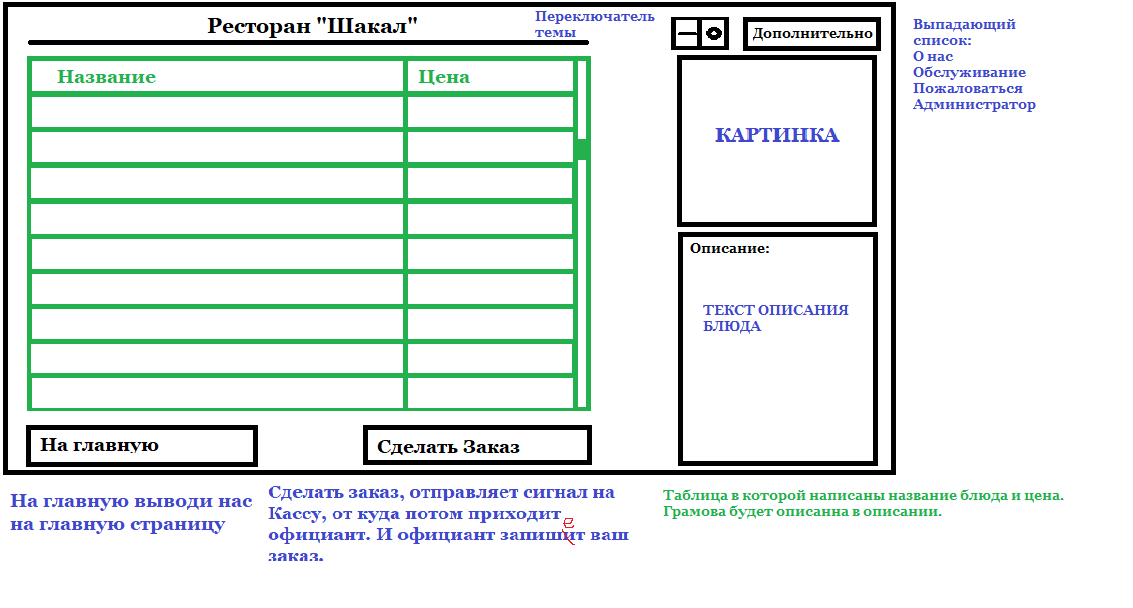 Ресторан "Шакал"
Переключатель
темы
Дополнительно
Выпадающий
список:
О нас
Обслуживание
Пожаловаться
Администратор
Название
Цена
КАРТИНКА
Описание:
ТЕКСТ ОПИСАНИЯ
БЛЮДА
На главную
Сделать Заказ
На главную выводи нас
на главную страницу
Сделать заказ, отправляет сигнал на
Кассу, от куда потом приходит
официант. И официант запишит ваш
заказ.
е
Таблица в которой написаны название блюда и цена.
Грамова будет описанна в описании.